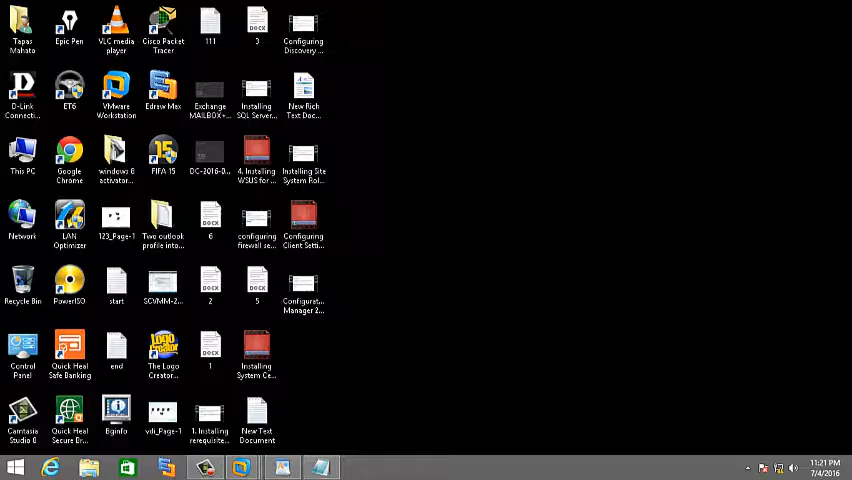 Tapas
Mahato
Epic Pen
VLC media
player
Cisco Packet
Tracer
111
3
Configuring
Discovery ...
D-Link
Connecti...
ET6
VMware
Workstation
Edraw Max
Exchange
MAILBOX+...
Installing
SQL Server...
New Rich
Text Doc...
This PC
Google
Chrome
windows 8
activator...
FIFA 15
DC-2016-0...
4. Installing
WSUS for ...
Installing Site
System Rol...
Network
LAN
Optimizer
123_Page-1
Two outlook
profile into...
6
configuring
firewall se...
Configuring
Client Setti...
Recycle Bin
PowerISO
start
SCVMM-2...
2
5
Configurat...
Manager 2...
Control
Panel
Quick Heal
Safe Banking
end
The Logo
Creator...
1
Installing
System Ce...
Camtasia
Studio 8
Quick Heal
Secure Br...
Bginfo
vdi_Page-1
1. Installing
rerequisite...
New Text
Document
11:21 PM
7/4/2016